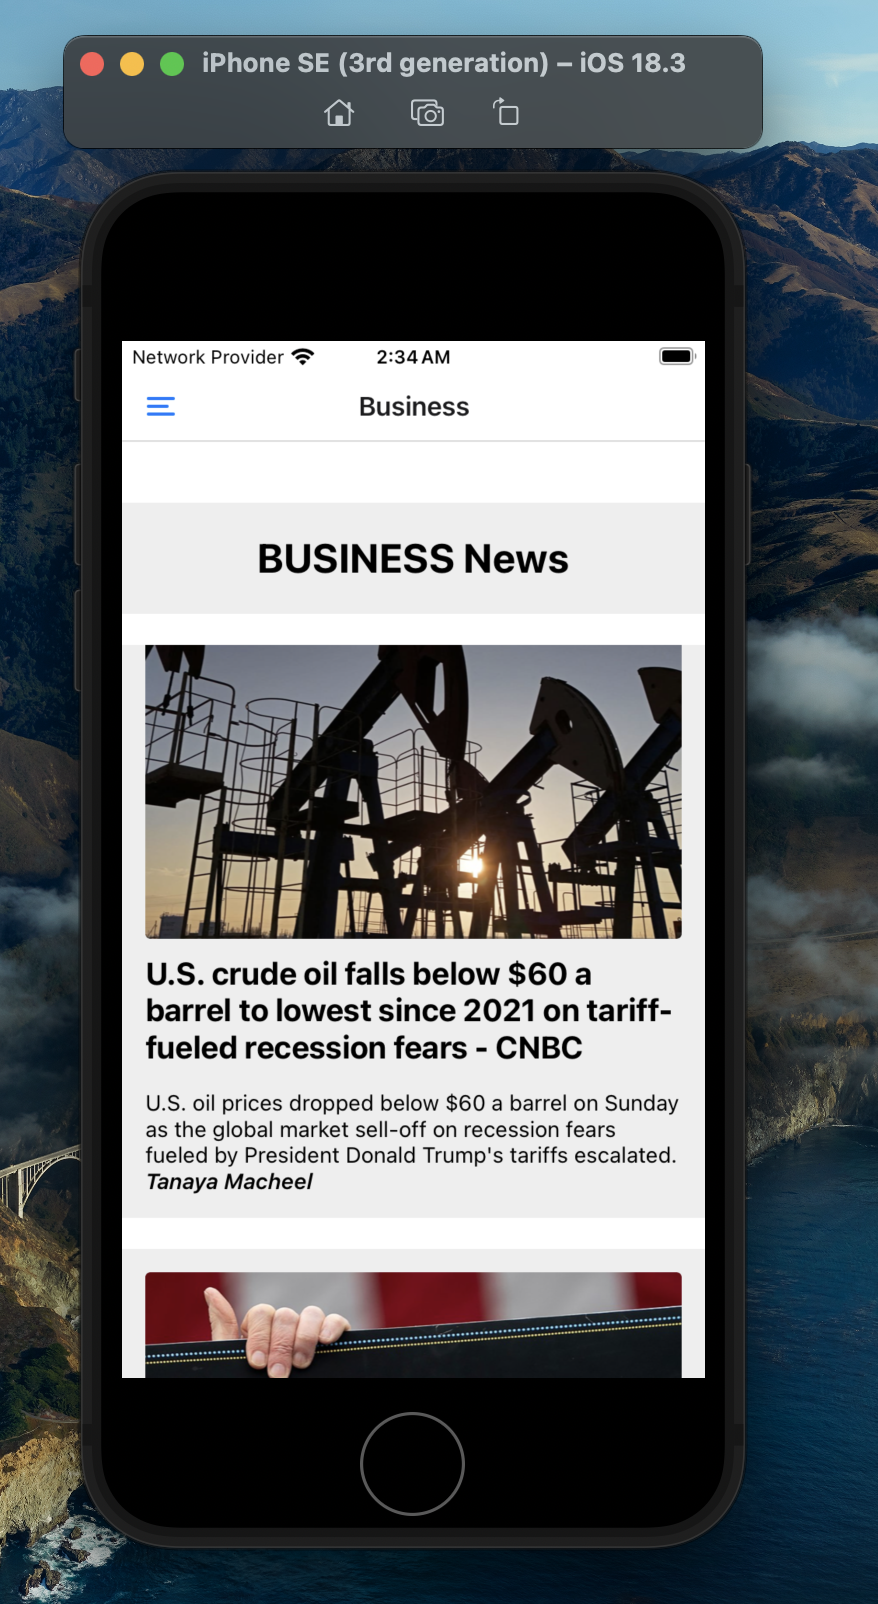 iPhone SE (3rd generation) – iOS 18.3
Network Provider 2:34 AM
Business
BUSINESS News
U.S. crude oil falls below $60 a
barrel to lowest since 2021 on tariff-
fueled recession fears - CNBC
U.S. oil prices dropped below $60 a barrel on Sunday
as the global market sell-off on recession fears
fueled by President Donald Trump's tariffs escalated.
Tanaya Macheel